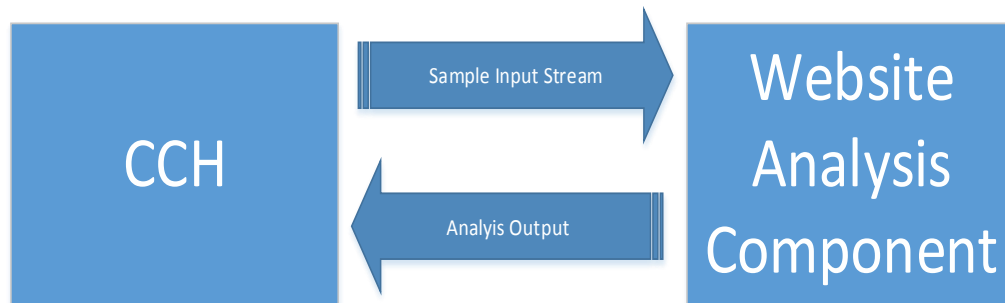 CCH
Sample Input Stream
Analyis Output
Website
Analysis
Component